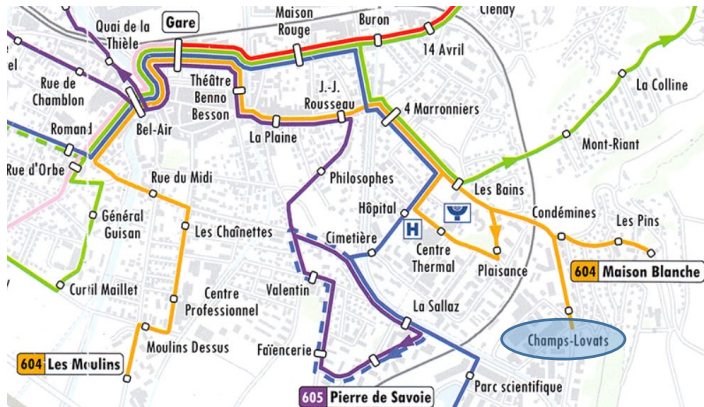 Quai de la
Thièle
Gare
Maison
Rouge
Buron
Clendy
14 Avril
Rue de
Chamblon
Bel-Air
Théâtre
Benno
Besson
La Plaine
J.-J.
Rousseau
4 Marronniers
La Colline
Mont-Riant
Romand
Rue d'Orbe
Rue du Midi
Philosophes
Les Bains
Général
Guisan
Les Chaînettes
Hôpital
H
Cimetière
Centre
Thermal
Plaisance
Condémines
Les Pins
604 Maison Blanche
Curtil Maillet
Centre
Professionnel
Valentin
La Sallaz
Champs-Lovats
Moulins Dessus
Faïencerie
604 Les Moulins
605 Pierre de Savoie
Parc scientifique